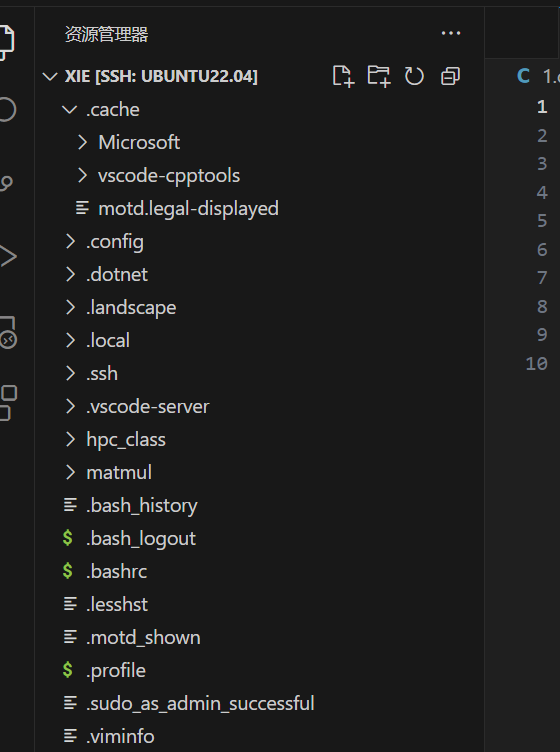 资源管理器
XIE [SSH: UBUNTU22.04]
.cache
Microsoft
vscode-cpptools
motd.legal-displayed
.config
.dotnet
.landscape
.local
.ssh
.vscode-server
hpc_class
matmul
.bash_history
$ .bash_logout
$ .bashrc
.lesshst
.motd_shown
$ .profile
.sudo_as_admin_successful
.viminfo
C 1.c
1
2
3
4
5
6
7
8
9
10